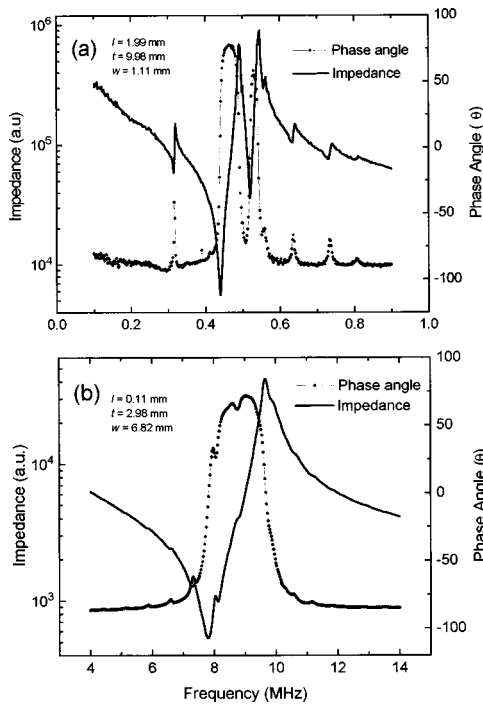 (a)
l = 1.99 mm
t = 9.98 mm
w = 1.11 mm
Phase angle
Impedance
Impedance (a.u)
10^6
10^5
10^4
Phase Angle (θ)
100
50
0
-50
-100
0.0 0.2 0.4 0.6 0.8 1.0
(b)
l = 0.11 mm
t = 2.98 mm
w = 6.82 mm
Phase angle
Impedance
Impedance (a.u.)
10^4
10^3
Phase Angle (θ)
100
50
0
-50
-100
4 6 8 10 12 14
Frequency (MHz)